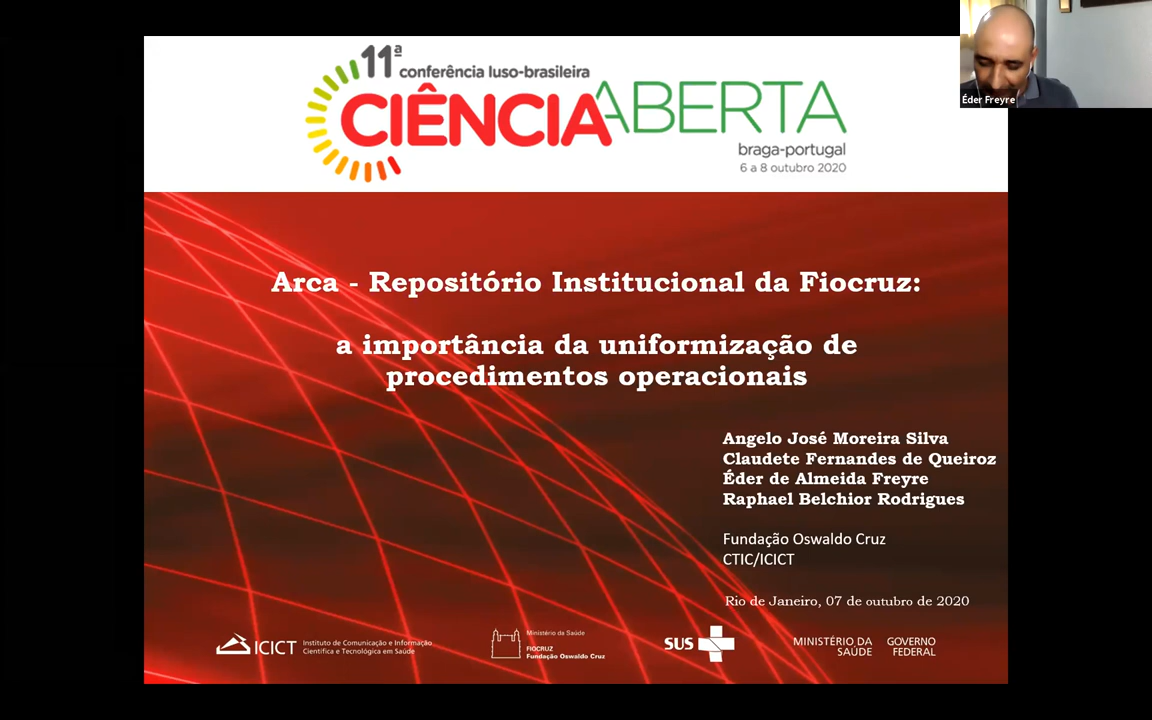 11ª conferência luso-brasileira
CIÊNCIAABERTA
braga-portugal
6 a 8 outubro 2020
Éder Freyre
Arca - Repositório Institucional da Fiocruz:
a importância da uniformização de
procedimentos operacionais
Angelo José Moreira Silva
Claudete Fernandes de Queiroz
Éder de Almeida Freyre
Raphael Belchior Rodrigues
Fundação Oswaldo Cruz
CTIC/ICICT
Rio de Janeiro, 07 de outubro de 2020
ICICT
Instituto de Comunicação e Informação
Científica e Tecnológica em Saúde
Ministério da Saúde
FIOCRUZ
Fundação Oswaldo Cruz
SUS
MINISTÉRIO DA
SAÚDE
GOVERNO
FEDERAL